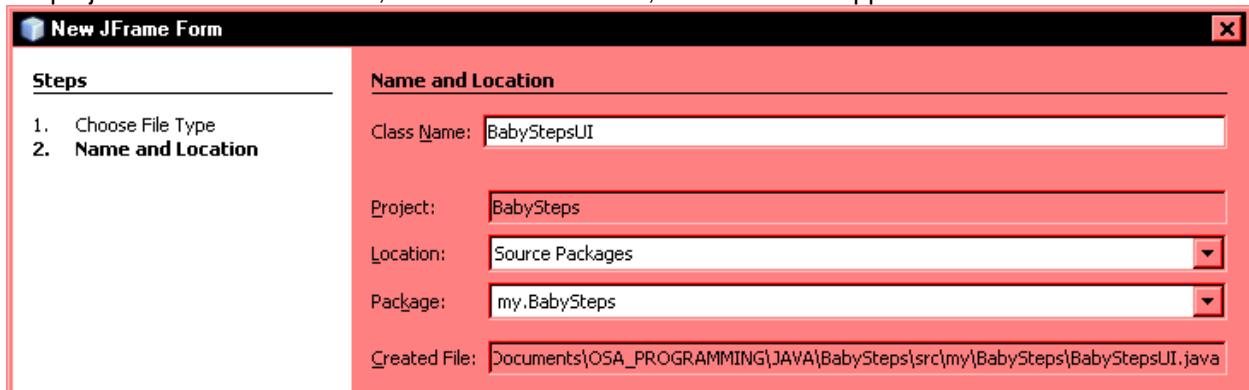 New JFrame Form
Steps
1. Choose File Type
2. Name and Location
Name and Location
Class Name: BabyStepsUI
Project: BabySteps
Location: Source Packages
Package: my.BabySteps
Created File: Documents\OSA_PROGRAMMING\JAVA\BabySteps\src\my\BabySteps\BabyStepsUI.java